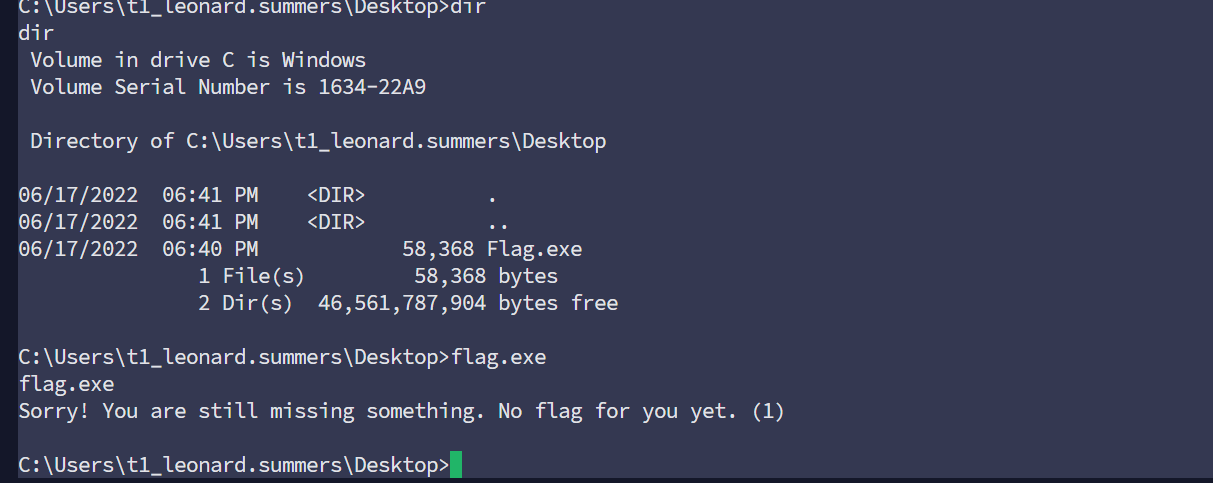 C:\Users\t1_leonard.summers\Desktop>dir
dir
 Volume in drive C is Windows
 Volume Serial Number is 1634-22A9

 Directory of C:\Users\t1_leonard.summers\Desktop

06/17/2022  06:41 PM    <DIR>          .
06/17/2022  06:41 PM    <DIR>          ..
06/17/2022  06:40 PM            58,368 Flag.exe
               1 File(s)         58,368 bytes
               2 Dir(s)  46,561,787,904 bytes free

C:\Users\t1_leonard.summers\Desktop>flag.exe
flag.exe
Sorry! You are still missing something. No flag for you yet. (1)

C:\Users\t1_leonard.summers\Desktop>